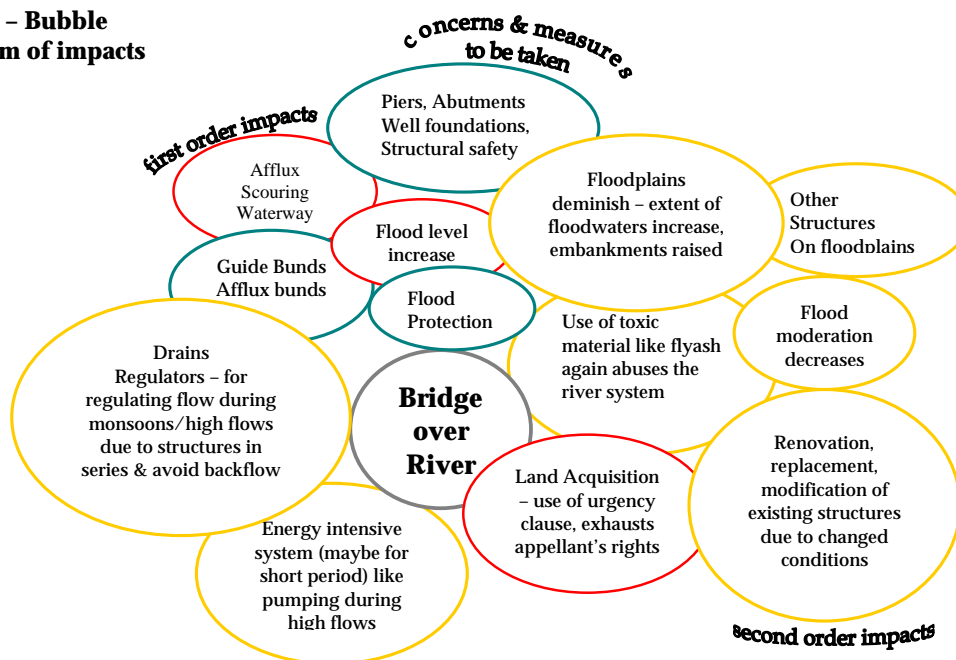 – Bubble
m of impacts
concerns & measures
to be taken
first order impacts
Piers, Abutments
Well foundations,
Structural safety
Afflux
Scouring
Waterway
Floodplains
deminish – extent of
floodwaters increase,
embankments raised
Other
Structures
On floodplains
Flood level
increase
Guide Bunds
Afflux bunds
Flood
Protection
Use of toxic
material like flyash
again abuses the
river system
Flood
moderation
decreases
Drains
Regulators – for
regulating flow during
monsoons/high flows
due to structures in
series & avoid backflow
Bridge
over
River
Land Acquisition
– use of urgency
clause, exhausts
appellant's rights
Renovation,
replacement,
modification of
existing structures
due to changed
conditions
Energy intensive
system (maybe for
short period) like
pumping during
high flows
second order impacts